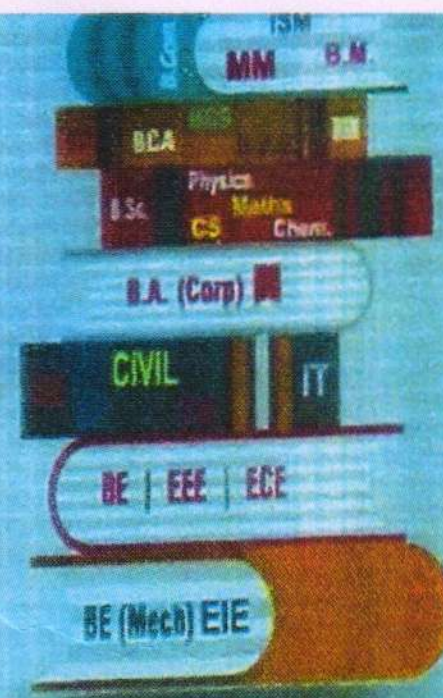 ISM
B.Com
MM B.M.
BCA
Physics
B.Sc. Maths
CS Chem.
B.A. (Corp)
CIVIL IT
BE | EEE | ECE
BE (Mech) EIE